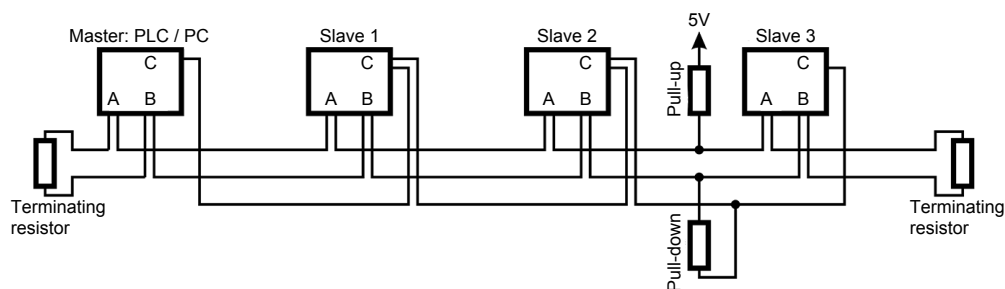 5V
Master: PLC / PC
Slave 1
Slave 2
Slave 3
C
C
C
C
Pull-up
A B
A B
A B
A B
Terminating
resistor
Terminating
resistor
Pull-down